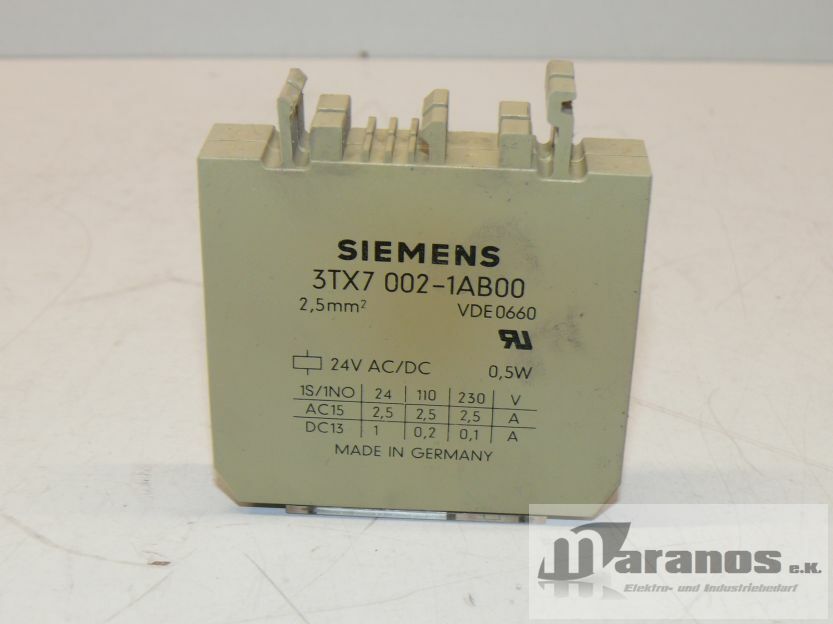 SIEMENS
3TX7 002-1AB00
2,5mm² VDE0660
24V AC/DC 0,5W
1S/1NO 24 110 230 V
AC15 2,5 2,5 2,5 A
DC13 1 0,2 0,1 A
MADE IN GERMANY
maranos e.K.
Elektro- und Industriebedarf